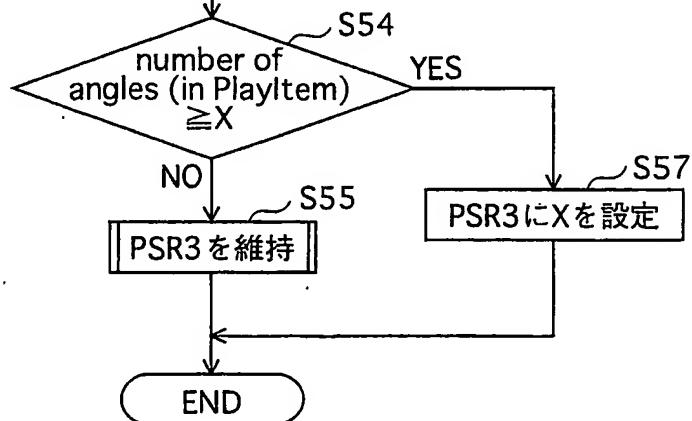 S54
number of
angles (in PlayItem)
≧X
YES
NO
S55
S57
PSR3を維持
PSR3にXを設定
END